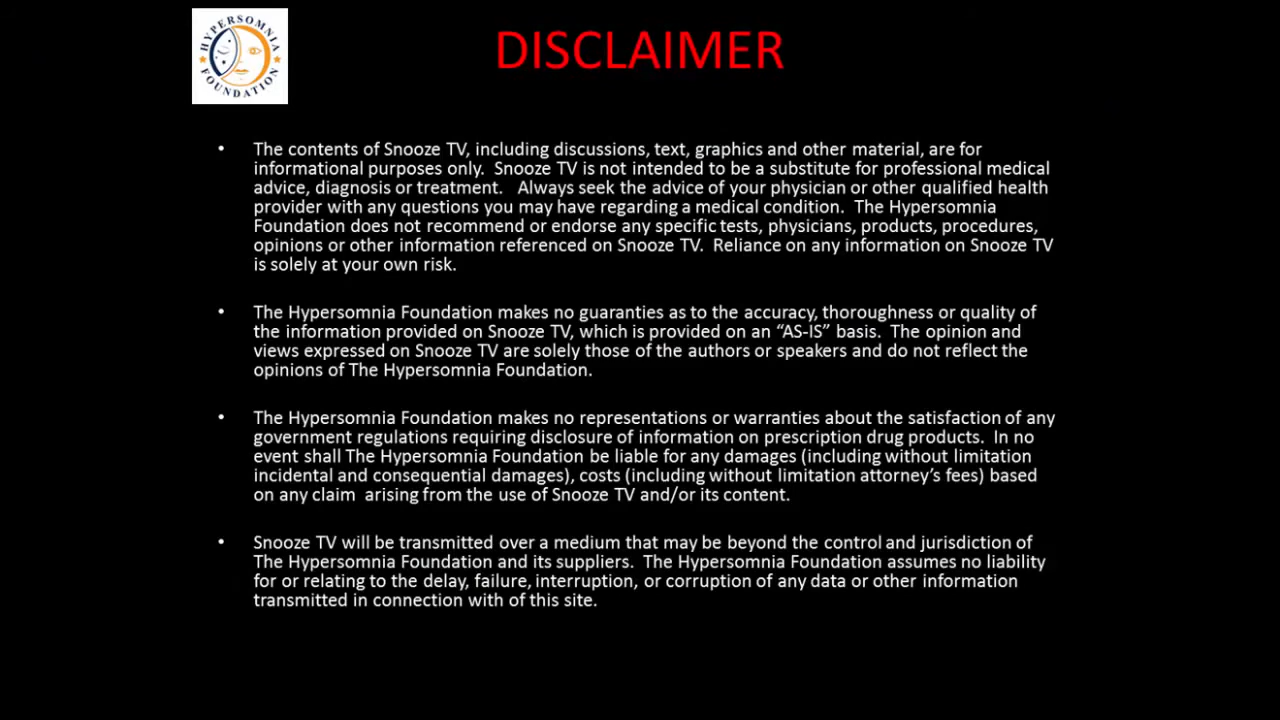 HYPERSOMNIA
FOUNDATION
DISCLAIMER
• The contents of Snooze TV, including discussions, text, graphics and other material, are for
informational purposes only.  Snooze TV is not intended to be a substitute for professional medical
advice, diagnosis or treatment.   Always seek the advice of your physician or other qualified health
provider with any questions you may have regarding a medical condition.  The Hypersomnia
Foundation does not recommend or endorse any specific tests, physicians, products, procedures,
opinions or other information referenced on Snooze TV.  Reliance on any information on Snooze TV
is solely at your own risk.
• The Hypersomnia Foundation makes no guaranties as to the accuracy, thoroughness or quality of
the information provided on Snooze TV, which is provided on an “AS-IS” basis.  The opinion and
views expressed on Snooze TV are solely those of the authors or speakers and do not reflect the
opinions of The Hypersomnia Foundation.
• The Hypersomnia Foundation makes no representations or warranties about the satisfaction of any
government regulations requiring disclosure of information on prescription drug products.  In no
event shall The Hypersomnia Foundation be liable for any damages (including without limitation
incidental and consequential damages), costs (including without limitation attorney’s fees) based
on any claim  arising from the use of Snooze TV and/or its content.
• Snooze TV will be transmitted over a medium that may be beyond the control and jurisdiction of
The Hypersomnia Foundation and its suppliers.  The Hypersomnia Foundation assumes no liability
for or relating to the delay, failure, interruption, or corruption of any data or other information
transmitted in connection with of this site.